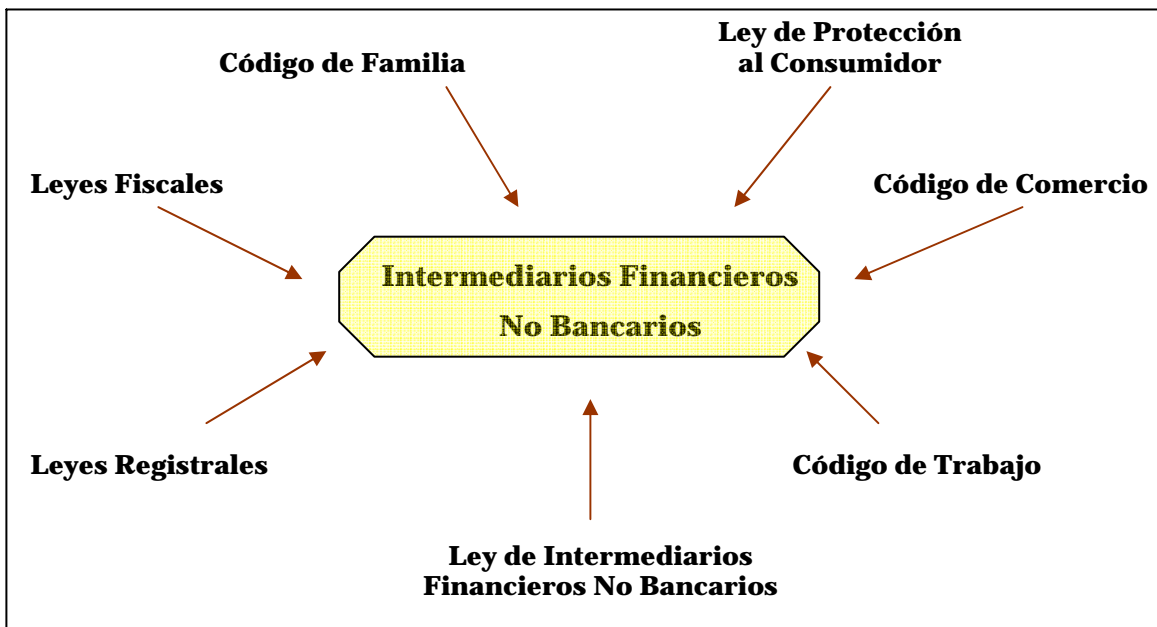 Ley de Protección
al Consumidor
Código de Familia
Leyes Fiscales
Código de Comercio
Intermediarios Financieros
No Bancarios
Leyes Registrales
Código de Trabajo
Ley de Intermediarios
Financieros No Bancarios